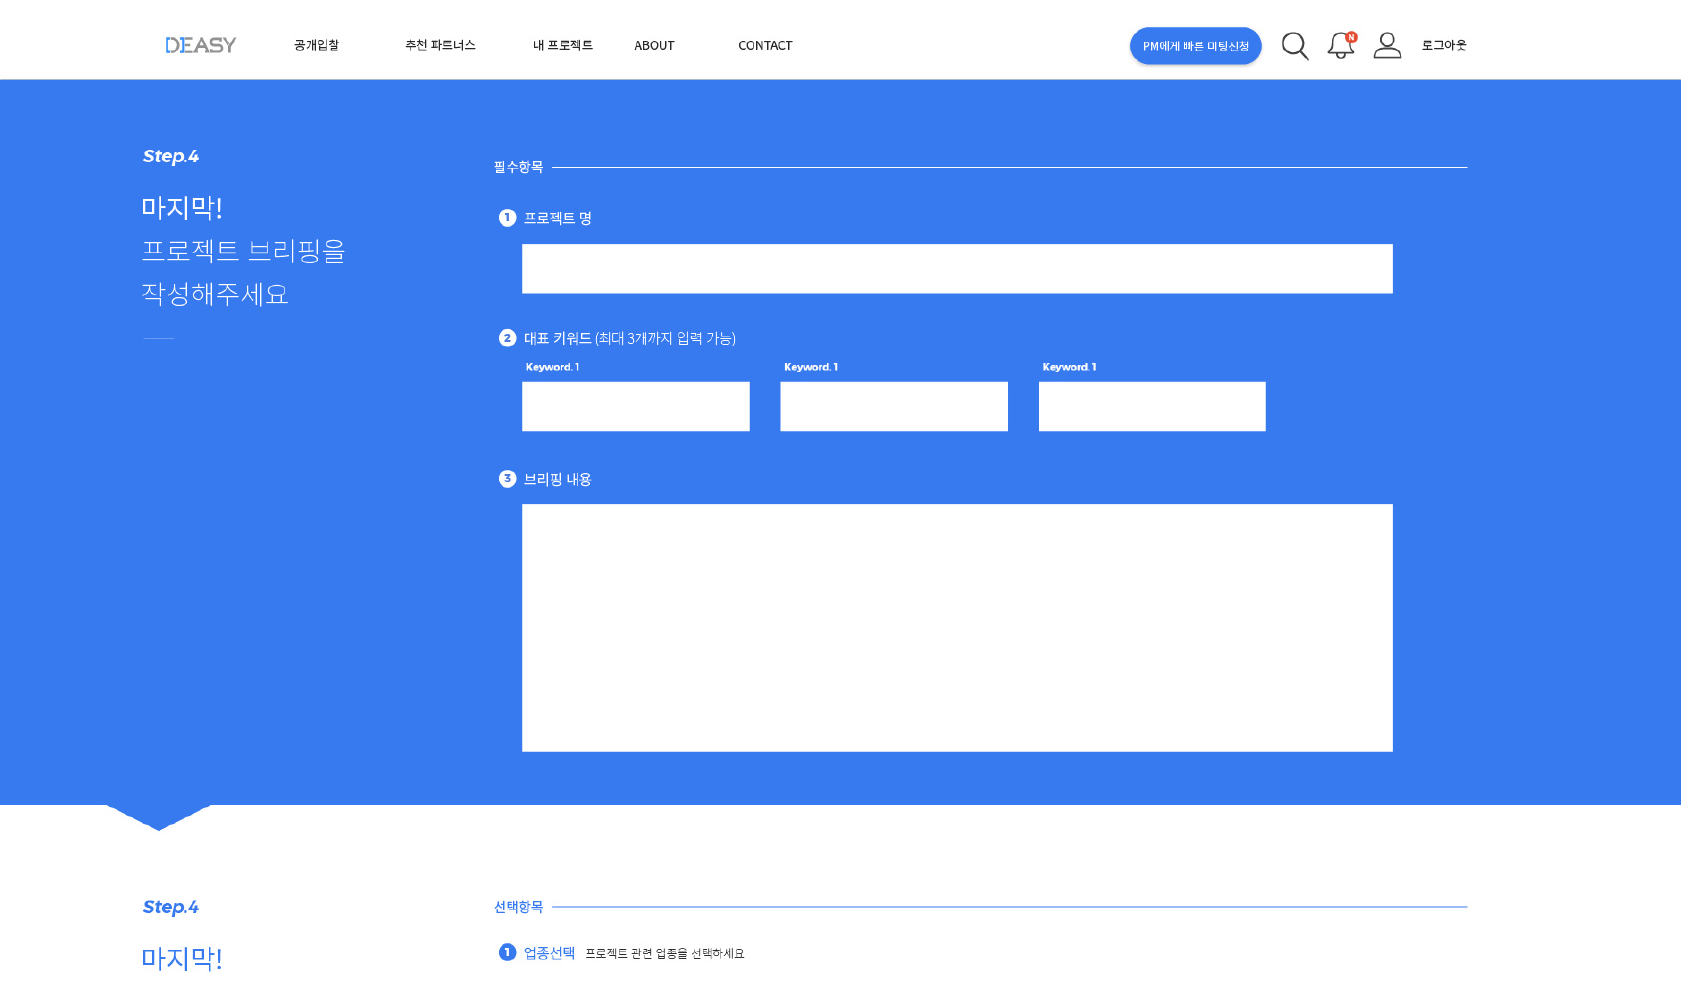 DEASY
공개입찰
추천 파트너스
내 프로젝트
ABOUT
CONTACT
PM에게 빠른 미팅신청
N
로그아웃
Step.4
마지막!
프로젝트 브리핑을
작성해주세요
필수항목
1 프로젝트 명
2 대표 키워드 (최대 3개까지 입력 가능)
Keyword. 1
Keyword. 1
Keyword. 1
3 브리핑 내용
Step.4
마지막!
선택항목
1 업종선택 프로젝트 관련 업종을 선택하세요